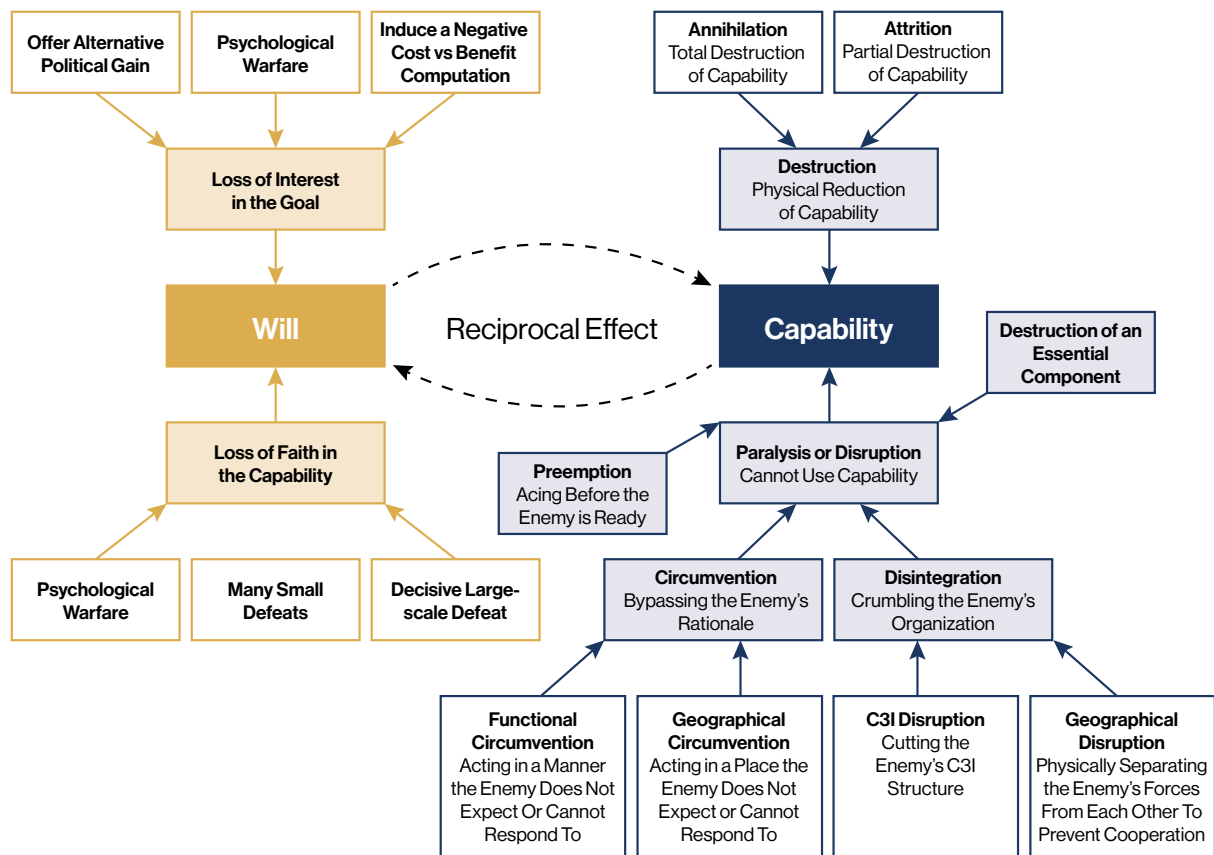 Offer Alternative
Political Gain
Psychological
Warfare
Induce a Negative
Cost vs Benefit
Computation
Annihilation
Total Destruction
of Capability
Attrition
Partial Destruction
of Capability
Loss of Interest
in the Goal
Destruction
Physical Reduction
of Capability
Will
Reciprocal Effect
Capability
Destruction of an
Essential
Component
Loss of Faith in
the Capability
Preemption
Acing Before the
Enemy is Ready
Paralysis or Disruption
Cannot Use Capability
Psychological
Warfare
Many Small
Defeats
Decisive Large-
scale Defeat
Circumvention
Bypassing the Enemy’s
Rationale
Disintegration
Crumbling the Enemy’s
Organization
Functional
Circumvention
Acting in a Manner
the Enemy Does Not
Expect Or Cannot
Respond To
Geographical
Circumvention
Acting in a Place the
Enemy Does Not
Expect or Cannot
Respond To
C3I Disruption
Cutting the
Enemy’s C3I
Structure
Geographical
Disruption
Physically Separating
the Enemy’s Forces
From Each Other To
Prevent Cooperation